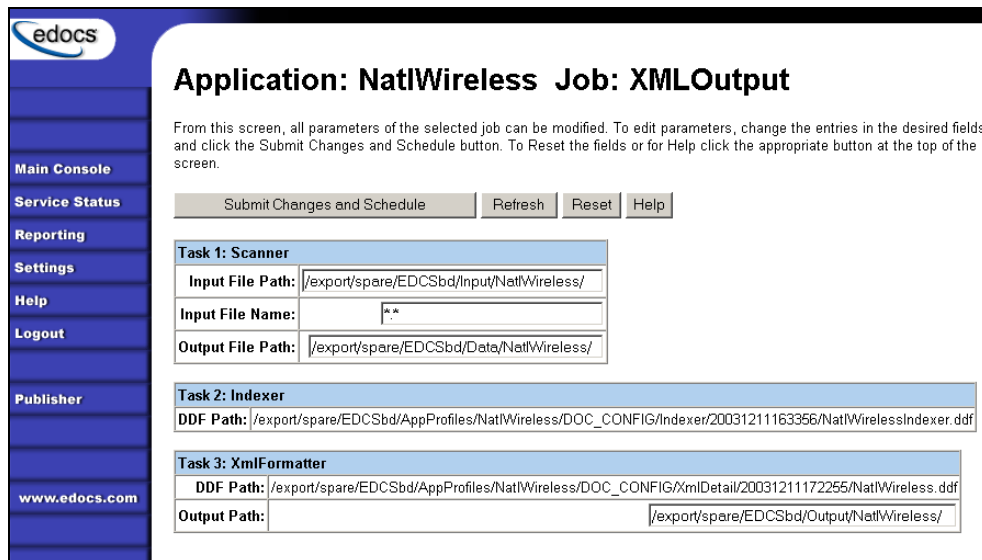 edocs
Application: NatlWireless Job: XMLOutput
From this screen, all parameters of the selected job can be modified. To edit parameters, change the entries in the desired fields
and click the Submit Changes and Schedule button. To Reset the fields or for Help click the appropriate button at the top of the
screen.
Main Console
Service Status
Reporting
Settings
Help
Logout
Publisher
www.edocs.com
Submit Changes and Schedule Refresh Reset Help
Task 1: Scanner
Input File Path: /export/spare/EDCSbd/Input/NatlWireless/
Input File Name: *.*
Output File Path: /export/spare/EDCSbd/Data/NatlWireless/
Task 2: Indexer
DDF Path: /export/spare/EDCSbd/AppProfiles/NatlWireless/DOC_CONFIG/Indexer/20031211163356/NatlWirelessIndexer.ddf
Task 3: XmlFormatter
DDF Path: /export/spare/EDCSbd/AppProfiles/NatlWireless/DOC_CONFIG/XmlDetail/20031211172255/NatlWireless.ddf
Output Path: /export/spare/EDCSbd/Output/NatlWireless/